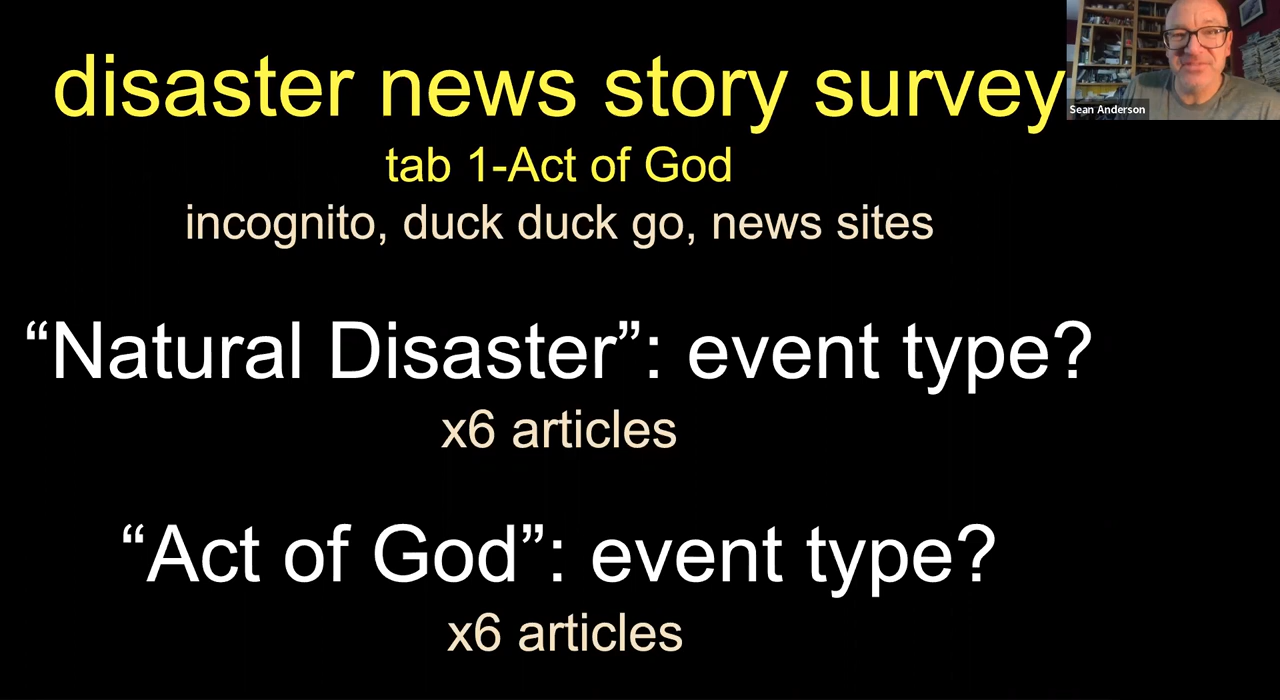 disaster news story survey
Sean Anderson
tab 1-Act of God
incognito, duck duck go, news sites
“Natural Disaster”: event type?
x6 articles
“Act of God”: event type?
x6 articles